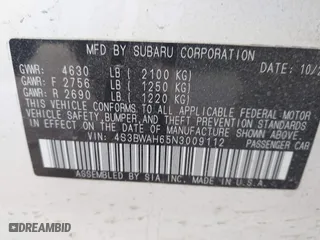 MFD BY SUBARU CORPORATION DATE: 10/2
GVWR: 4630 LB ( 2100 KG)
GAWR: F 2756 LB ( 1250 KG)
GAWR: R 2690 LB ( 1220 KG)
THIS VEHICLE CONFORMS TO ALL APPLICABLE FEDERAL MOTOR
VEHICLE SAFETY, BUMPER, AND THEFT PREVENTION STANDARDS
IN EFFECT ON THE DATE OF MANUFACTURE SHOWN ABOVE.
VIN: 4S3BWAH65N3009112
PASSENGER CAR
ASSEMBLED BY SIA, INC. MADE IN U.S.A.